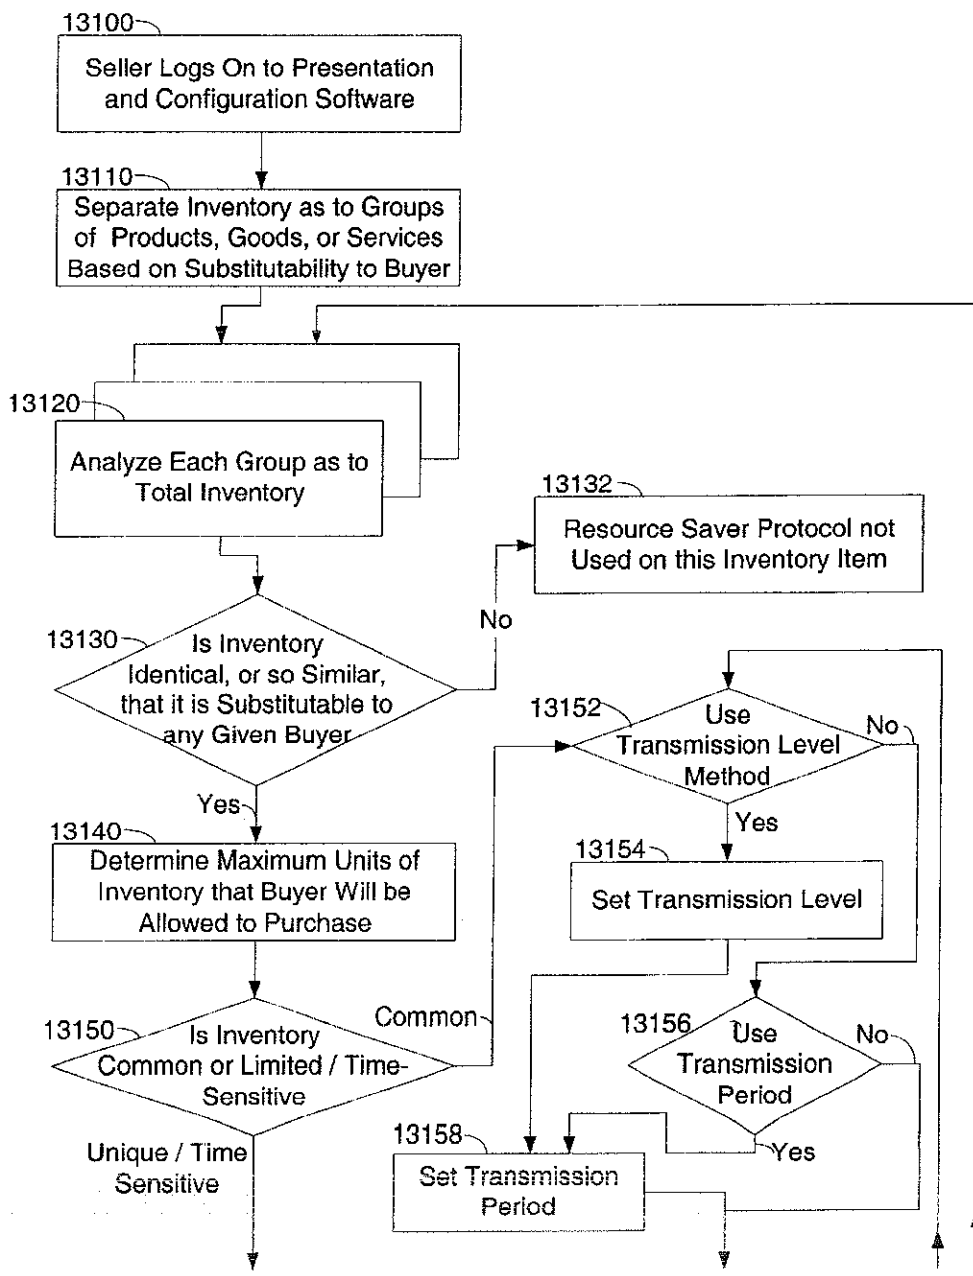 13100
Seller Logs On to Presentation
and Configuration Software
13110
Separate Inventory as to Groups
of Products, Goods, or Services
Based on Substitutability to Buyer
13120
Analyze Each Group as to
Total Inventory
13132
Resource Saver Protocol not
Used on this Inventory Item
No
13130
Is Inventory
Identical, or so Similar,
that it is Substitutable to
any Given Buyer
Yes
13140
Determine Maximum Units of
Inventory that Buyer Will be
Allowed to Purchase
13150
Is Inventory
Common or Limited / Time-
Sensitive
Common
Unique / Time
Sensitive
13152
Use
Transmission Level
Method
No
Yes
13154
Set Transmission Level
13156
Use
Transmission
Period
No
Yes
13158
Set Transmission
Period